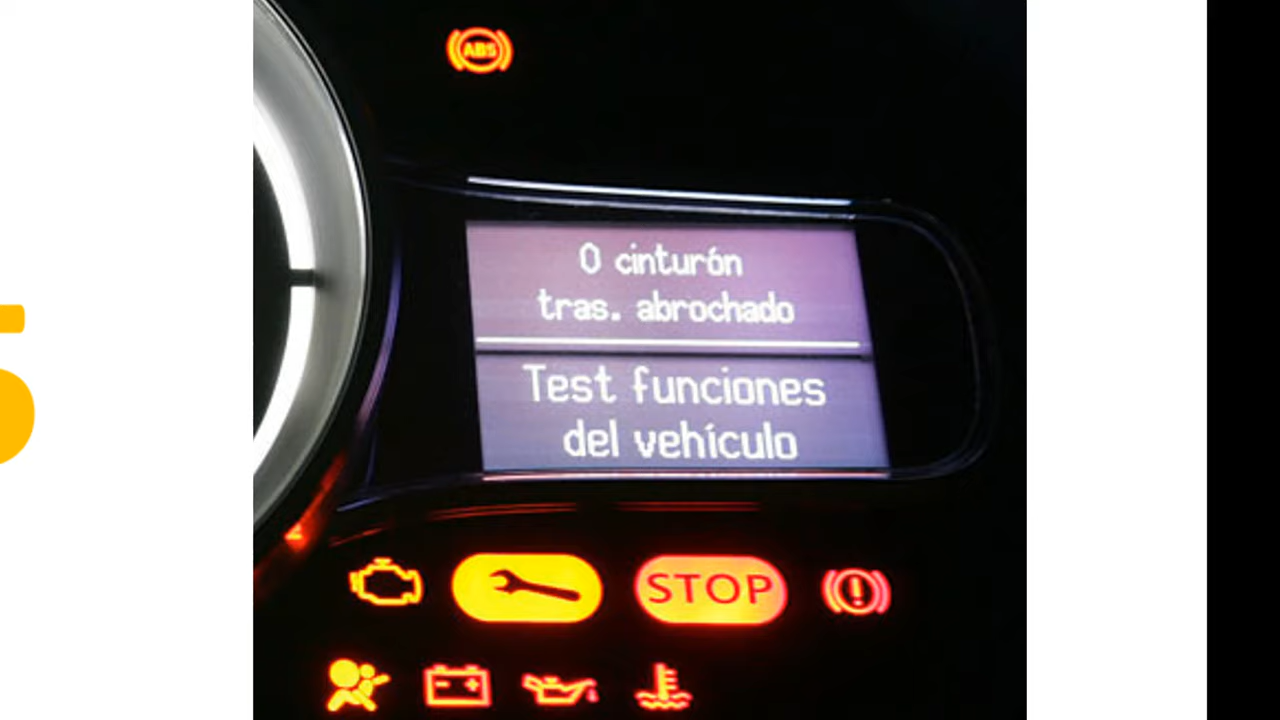 ABS
0 cinturón
tras. abrochado
Test funciones
del vehículo
STOP